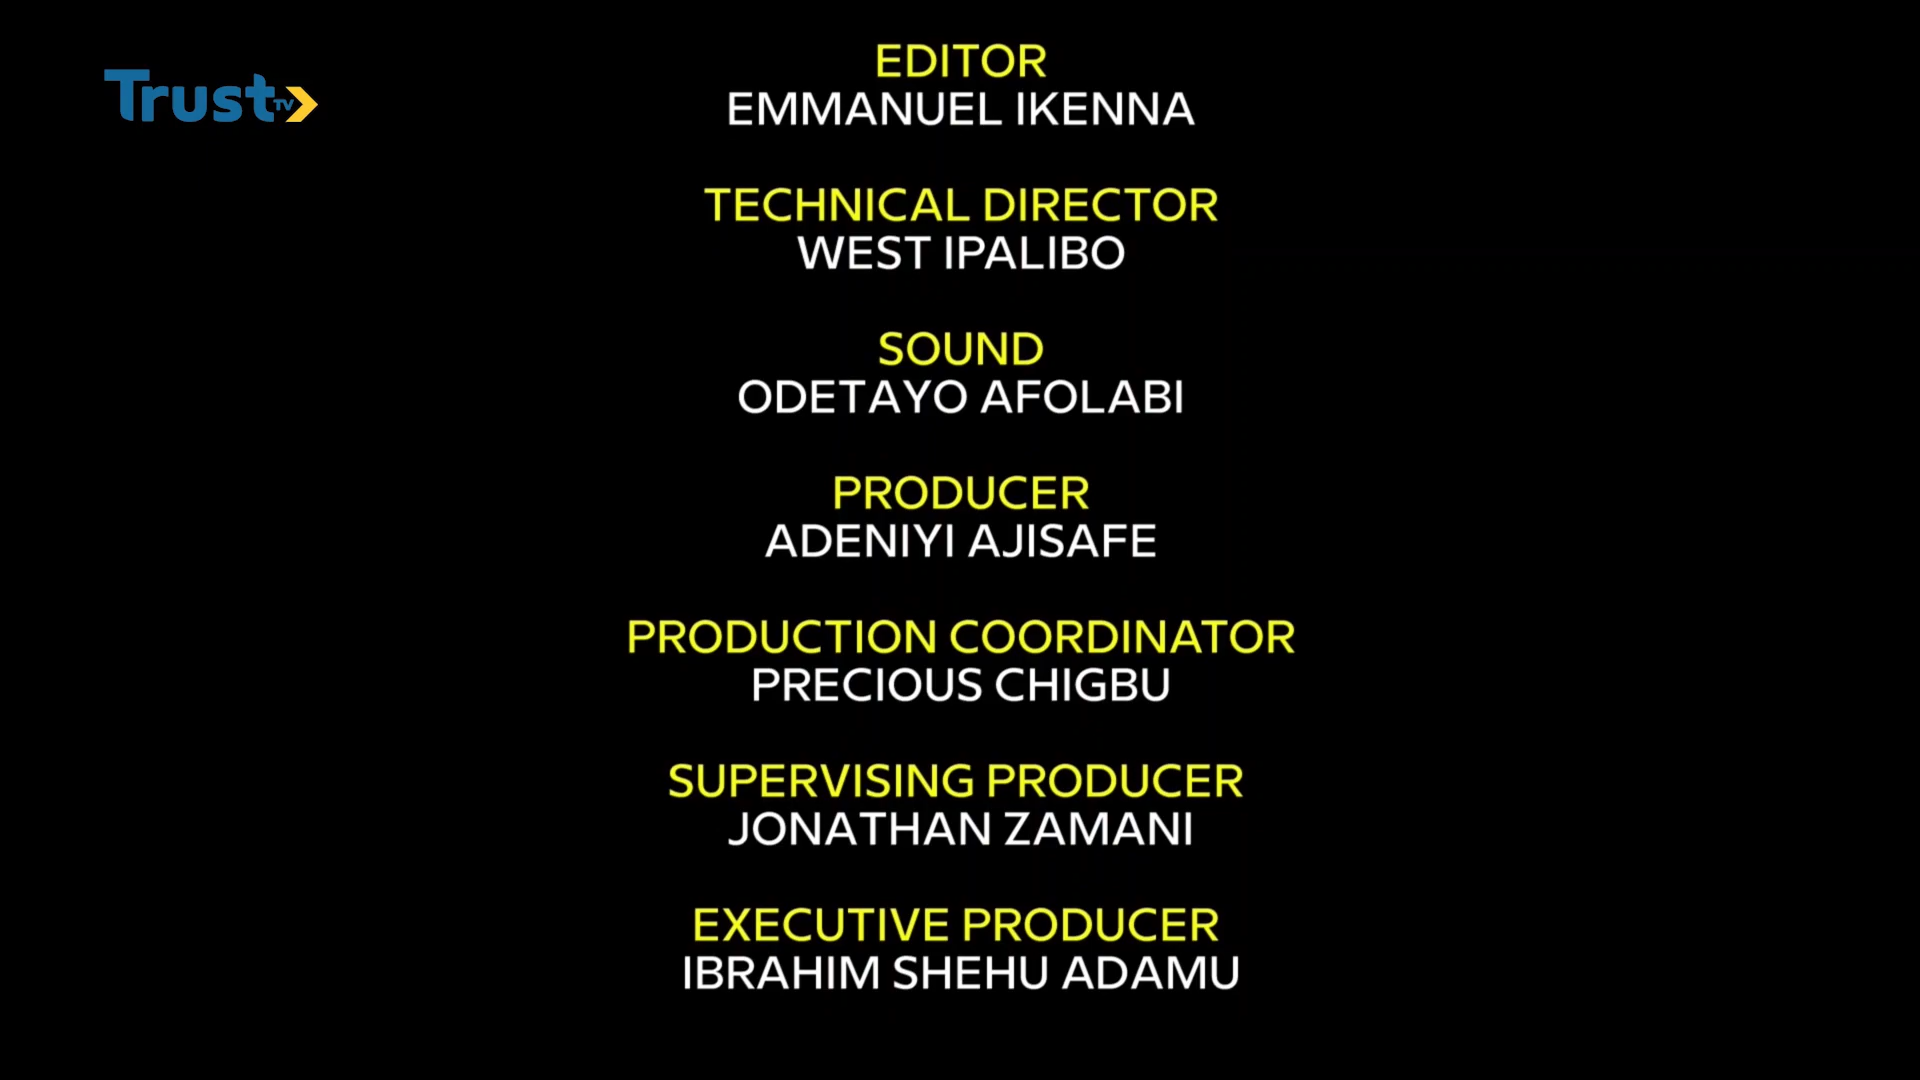 Trust TV
EDITOR
EMMANUEL IKENNA
TECHNICAL DIRECTOR
WEST IPALIBO
SOUND
ODETAYO AFOLABI
PRODUCER
ADENIYI AJISAFE
PRODUCTION COORDINATOR
PRECIOUS CHIGBU
SUPERVISING PRODUCER
JONATHAN ZAMANI
EXECUTIVE PRODUCER
IBRAHIM SHEHU ADAMU